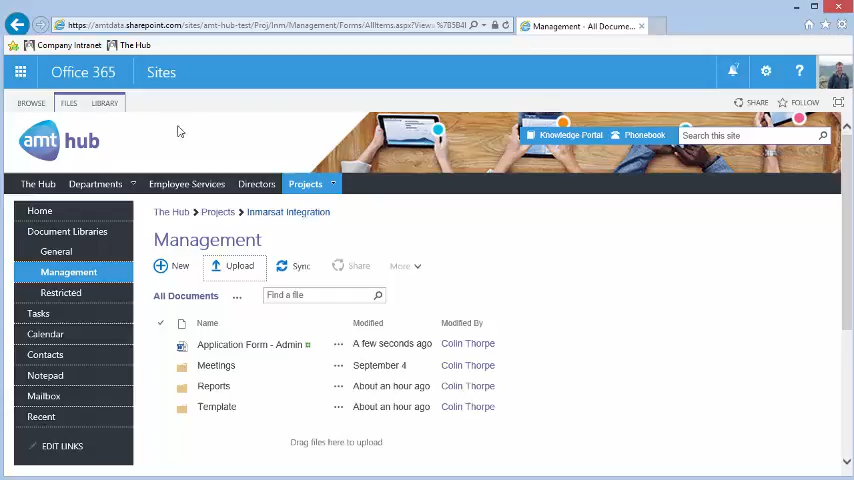 https://amtdata.sharepoint.com/sites/amt-hub-test/Proj/Inm/Management/Forms/AllItems.aspx?View=%7B5B4I
Management - All Docume...
Company Intranet
The Hub
Office 365
Sites
?
BROWSE
FILES
LIBRARY
SHARE
FOLLOW
amt hub
Knowledge Portal
Phonebook
Search this site
The Hub
Departments
Employee Services
Directors
Projects
Home
Document Libraries
General
Management
Restricted
Tasks
Calendar
Contacts
Notepad
Mailbox
Recent
EDIT LINKS
The Hub > Projects > Inmarsat Integration
Management
New
Upload
Sync
Share
More
All Documents ...
Find a file
Name Modified Modified By
Application Form - Admin ... A few seconds ago Colin Thorpe
Meetings ... September 4 Colin Thorpe
Reports ... About an hour ago Colin Thorpe
Template ... About an hour ago Colin Thorpe
Drag files here to upload